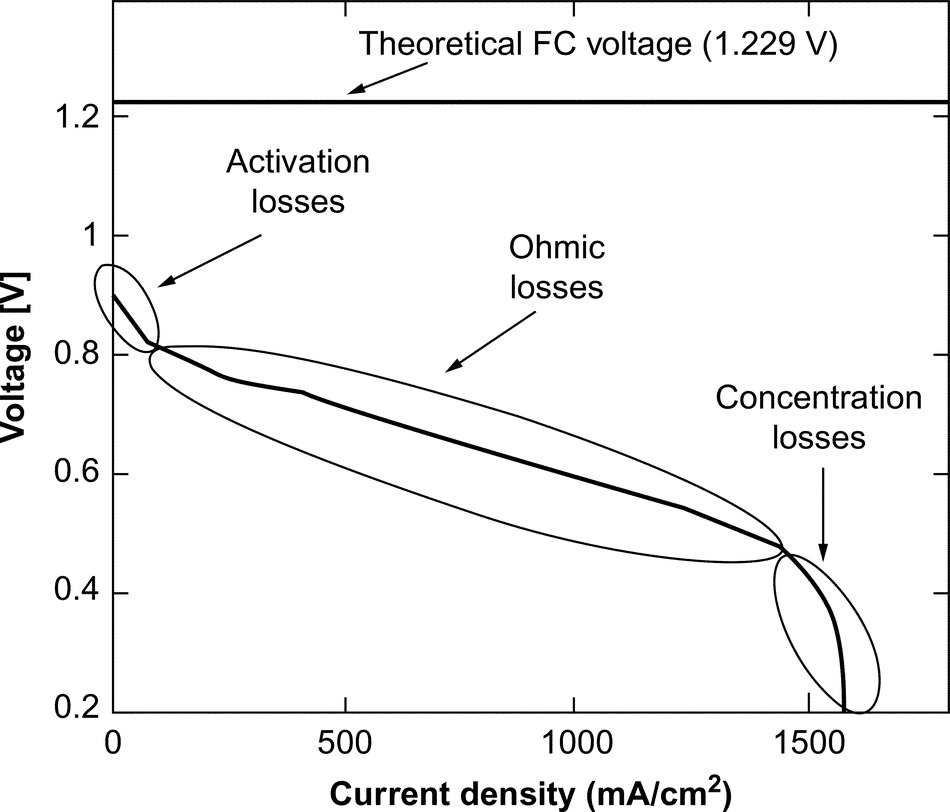 Theoretical FC voltage (1.229 V)
1.2
Activation
losses
1
Ohmic
losses
0.8
Concentration
losses
0.6
0.4
0.2
Voltage [V]
0
500
1000
1500
Current density (mA/cm²)